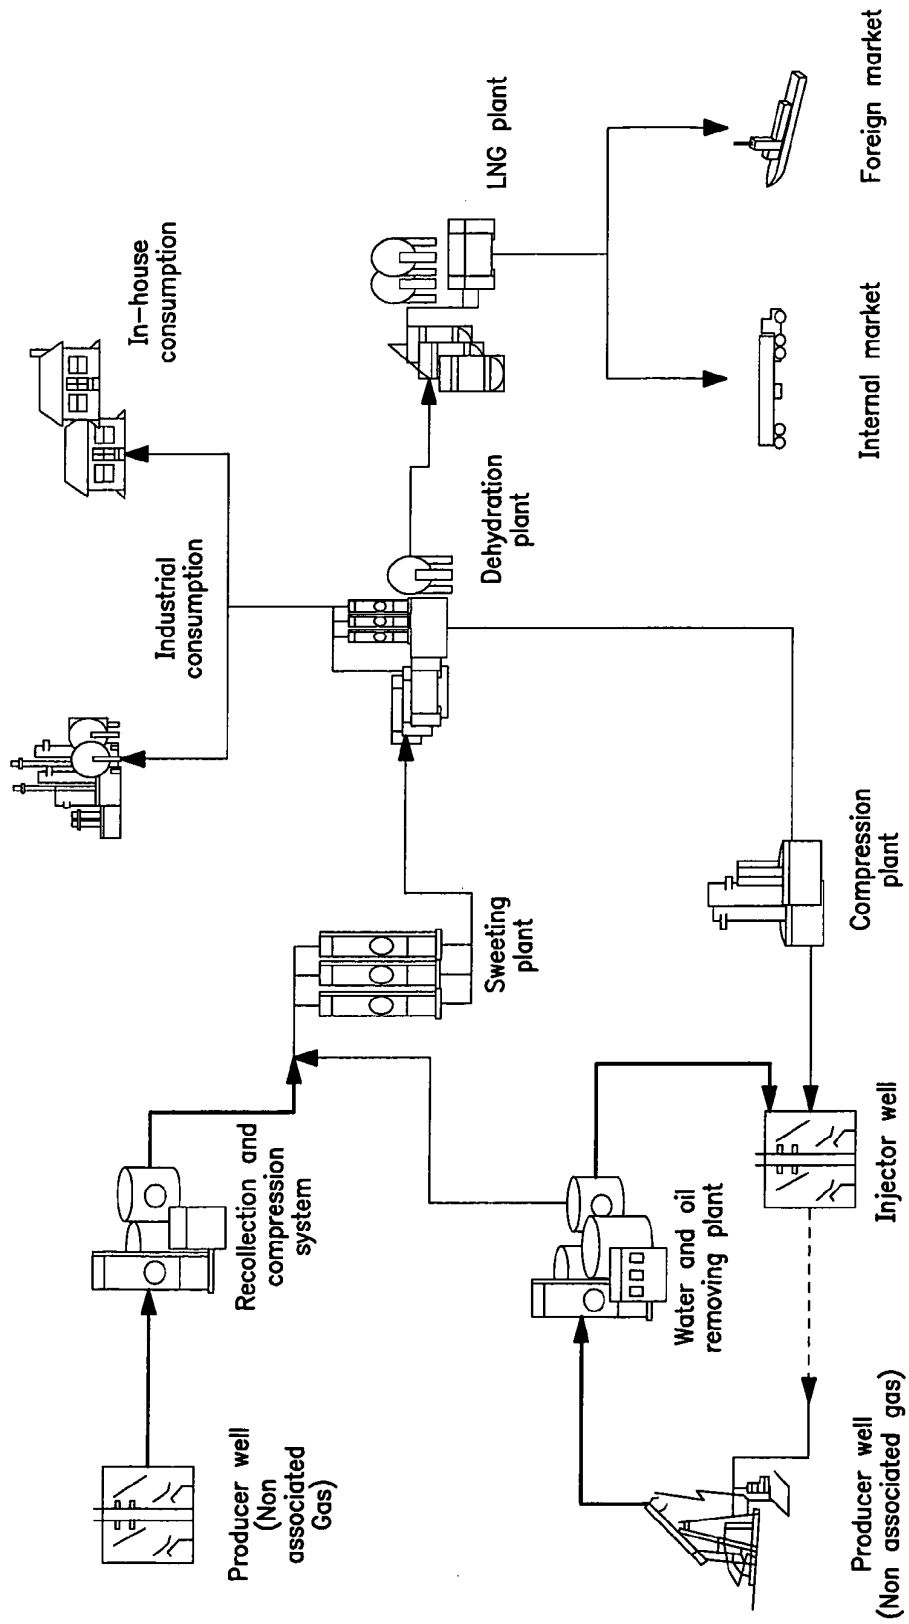 Producer well
(Non
associated
Gas)
Recollection and
compression
system
Sweeting
plant
Industrial
consumption
In-house
consumption
Dehydration
plant
LNG plant
Producer well
(Non associated gas)
Water and oil
removing plant
Injector well
Compression
plant
Internal market
Foreign market